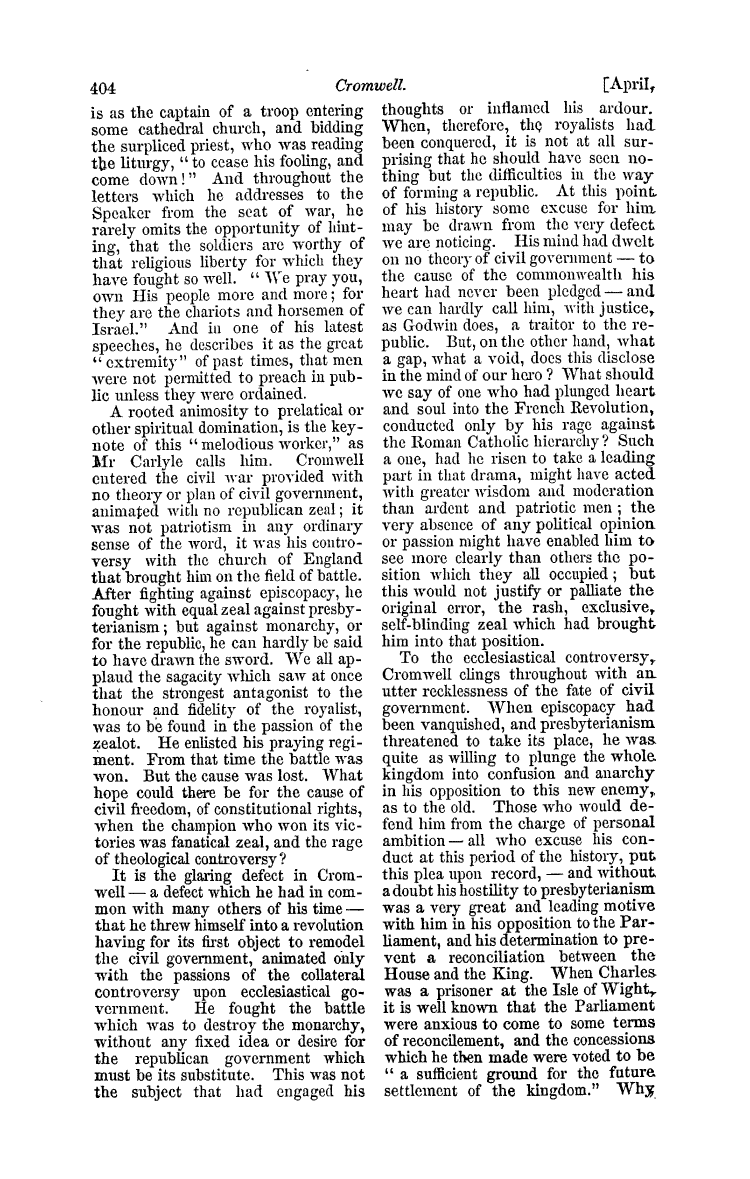 404
Cromwell.
[April,
is as the captain of a troop entering
some cathedral church, and bidding
the surpliced priest, who was reading
the liturgy, “to cease his fooling, and
come down!” And throughout the
letters which he addresses to the
Speaker from the seat of war, he
rarely omits the opportunity of hint-
ing, that the soldiers are worthy of
that religious liberty for which they
have fought so well. “We pray you,
own His people more and more; for
they are the chariots and horsemen of
Israel.” And in one of his latest
speeches, he describes it as the great
“extremity” of past times, that men
were not permitted to preach in pub-
lic unless they were ordained.
A rooted animosity to prelatical or
other spiritual domination, is the key-
note of this “melodious worker,” as
Mr Carlyle calls him. Cromwell
entered the civil war provided with
no theory or plan of civil government,
animated with no republican zeal; it
was not patriotism in any ordinary
sense of the word, it was his contro-
versy with the church of England
that brought him on the field of battle.
After fighting against episcopacy, he
fought with equal zeal against presby-
terianism; but against monarchy, or
for the republic, he can hardly be said
to have drawn the sword. We all ap-
plaud the sagacity which saw at once
that the strongest antagonist to the
honour and fidelity of the royalist,
was to be found in the passion of the
zealot. He enlisted his praying regi-
ment. From that time the battle was
won. But the cause was lost. What
hope could there be for the cause of
civil freedom, of constitutional rights,
when the champion who won its vic-
tories was fanatical zeal, and the rage
of theological controversy?
It is the glaring defect in Crom-
well — a defect which he had in com-
mon with many others of his time —
that he threw himself into a revolution
having for its first object to remodel
the civil government, animated only
with the passions of the collateral
controversy upon ecclesiastical go-
vernment. He fought the battle
which was to destroy the monarchy,
without any fixed idea or desire for
the republican government which
must be its substitute. This was not
the subject that had engaged his
thoughts or inflamed his ardour.
When, therefore, the royalists had
been conquered, it is not at all sur-
prising that he should have seen no-
thing but the difficulties in the way
of forming a republic. At this point
of his history some excuse for him
may be drawn from the very defect
we are noticing. His mind had dwelt
on no theory of civil government — to
the cause of the commonwealth his
heart had never been pledged — and
we can hardly call him, with justice,
as Godwin does, a traitor to the re-
public. But, on the other hand, what
a gap, what a void, does this disclose
in the mind of our hero? What should
we say of one who had plunged heart
and soul into the French Revolution,
conducted only by his rage against
the Roman Catholic hierarchy? Such
a one, had he risen to take a leading
part in that drama, might have acted
with greater wisdom and moderation
than ardent and patriotic men; the
very absence of any political opinion
or passion might have enabled him to
see more clearly than others the po-
sition which they all occupied; but
this would not justify or palliate the
original error, the rash, exclusive,
self-blinding zeal which had brought
him into that position.
To the ecclesiastical controversy,
Cromwell clings throughout with an
utter recklessness of the fate of civil
government. When episcopacy had
been vanquished, and presbyterianism
threatened to take its place, he was
quite as willing to plunge the whole
kingdom into confusion and anarchy
in his opposition to this new enemy,
as to the old. Those who would de-
fend him from the charge of personal
ambition — all who excuse his con-
duct at this period of the history, put
this plea upon record, — and without
a doubt his hostility to presbyterianism
was a very great and leading motive
with him in his opposition to the Par-
liament, and his determination to pre-
vent a reconciliation between the
House and the King. When Charles
was a prisoner at the Isle of Wight,
it is well known that the Parliament
were anxious to come to some terms
of reconcilement, and the concessions
which he then made were voted to be
“a sufficient ground for the future
settlement of the kingdom.” Why